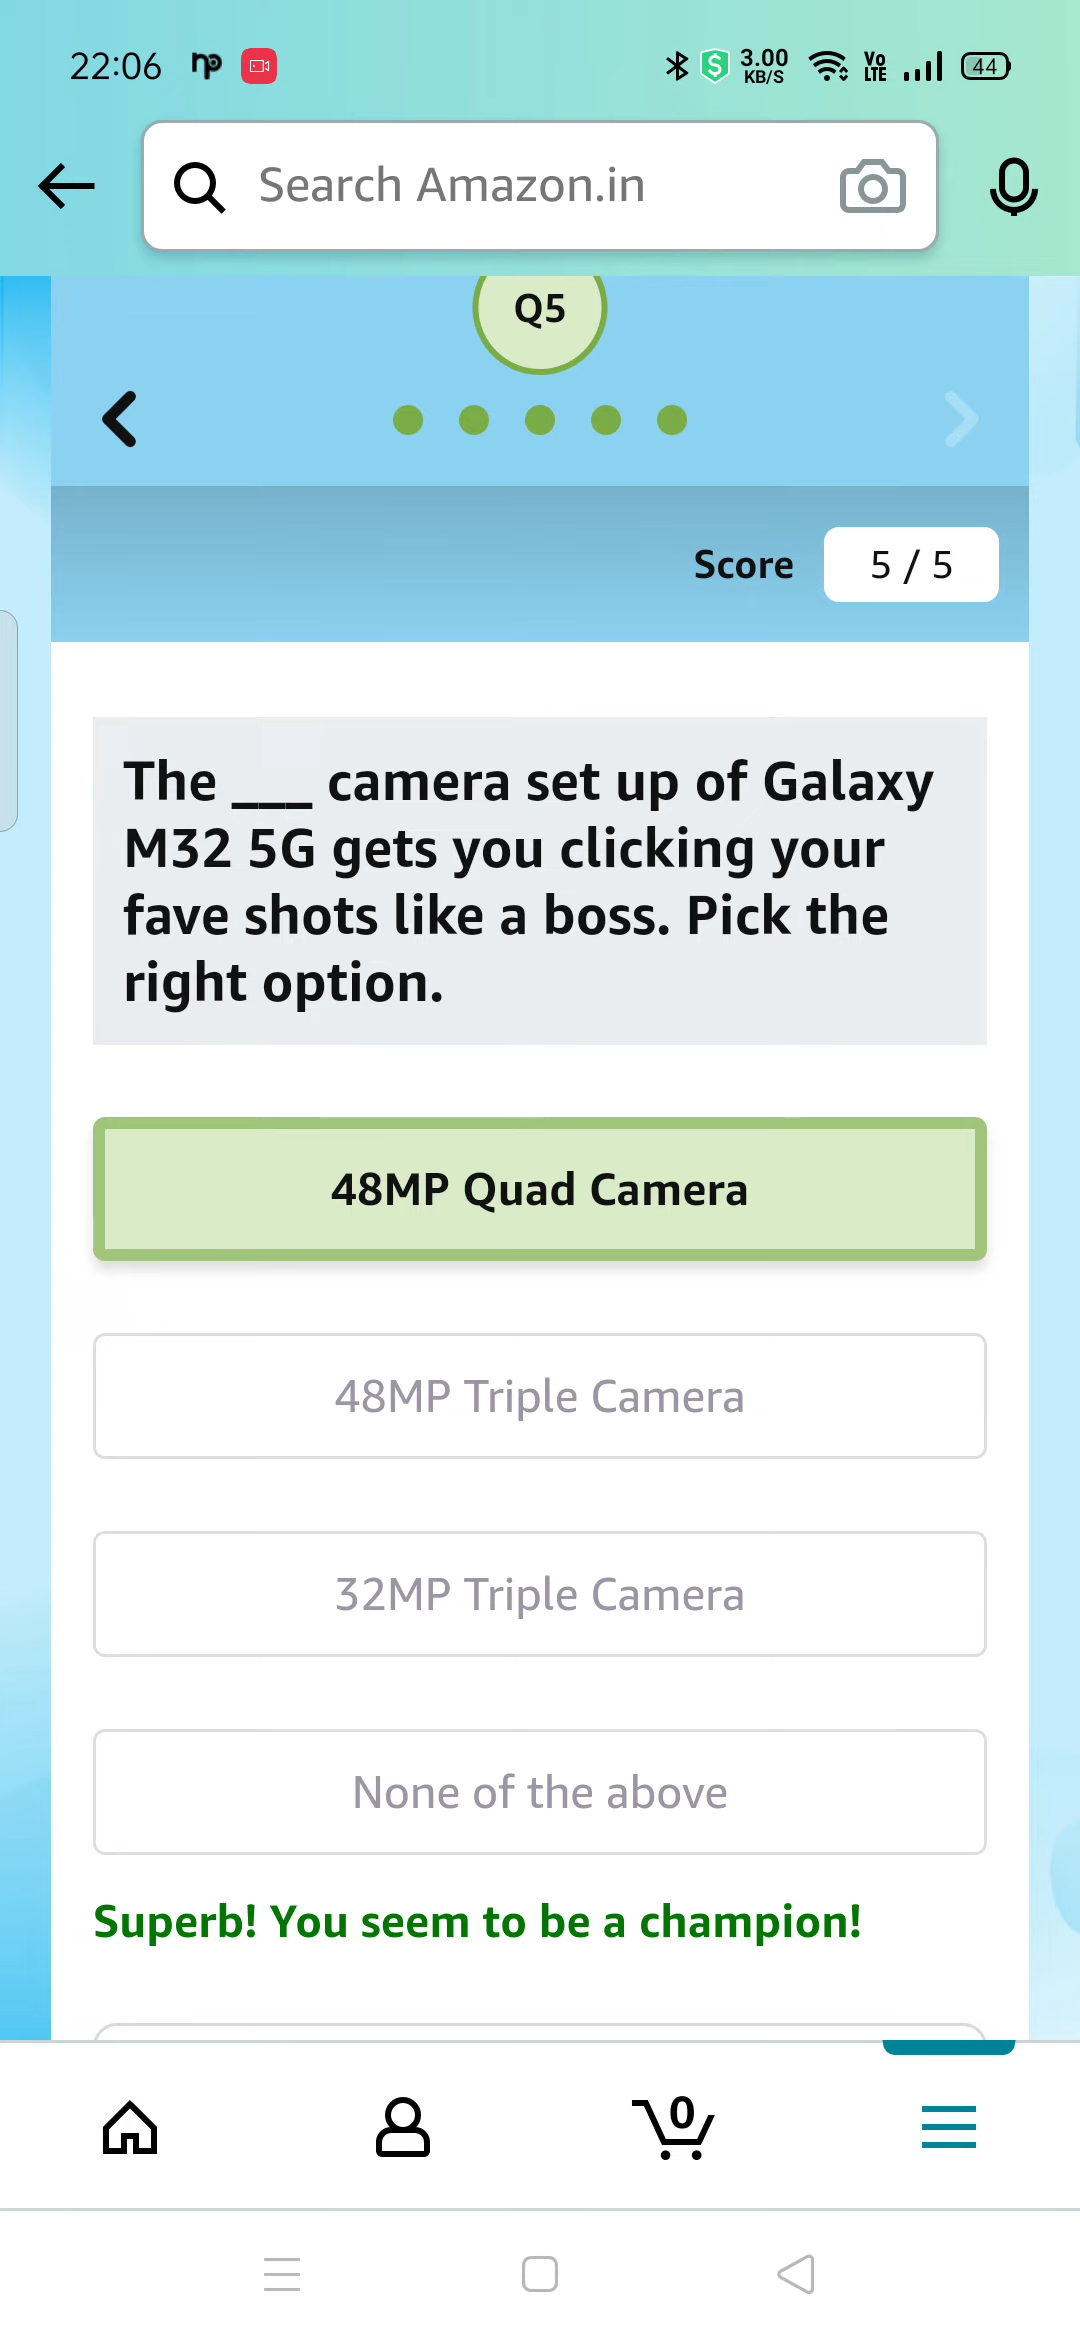 22:06
3.00
KB/S
Vo
LTE
44
Search Amazon.in
Q5
Score 5 / 5
The ___ camera set up of Galaxy
M32 5G gets you clicking your
fave shots like a boss. Pick the
right option.
48MP Quad Camera
48MP Triple Camera
32MP Triple Camera
None of the above
Superb! You seem to be a champion!
0